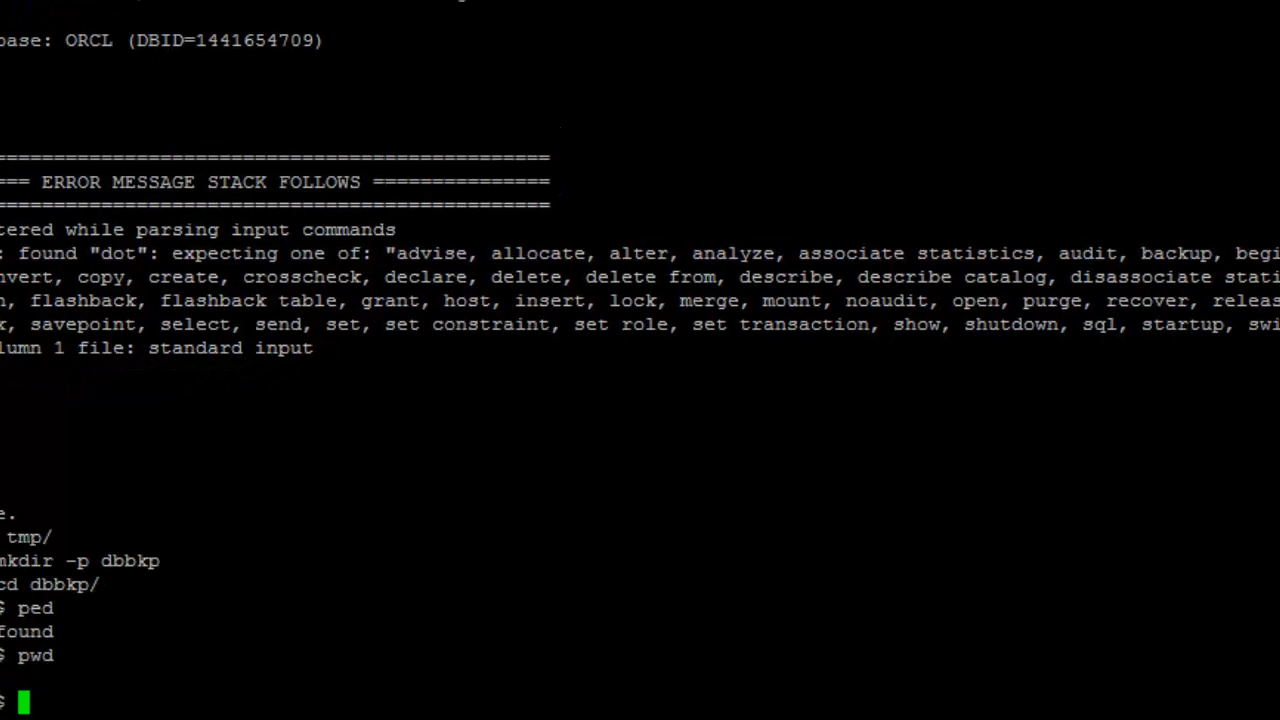 base: ORCL (DBID=1441654709)
===============================================
=== ERROR MESSAGE STACK FOLLOWS ===============
===============================================
tered while parsing input commands
: found "dot": expecting one of: "advise, allocate, alter, analyze, associate statistics, audit, backup, begi
nvert, copy, create, crosscheck, declare, delete, delete from, describe, describe catalog, disassociate stati
n, flashback, flashback table, grant, host, insert, lock, merge, mount, noaudit, open, purge, recover, releas
k, savepoint, select, send, set, set constraint, set role, set transaction, show, shutdown, sql, startup, swi
lumn 1 file: standard input
e.
tmp/
mkdir -p dbbkp
cd dbbkp/
$ ped
found
$ pwd
$